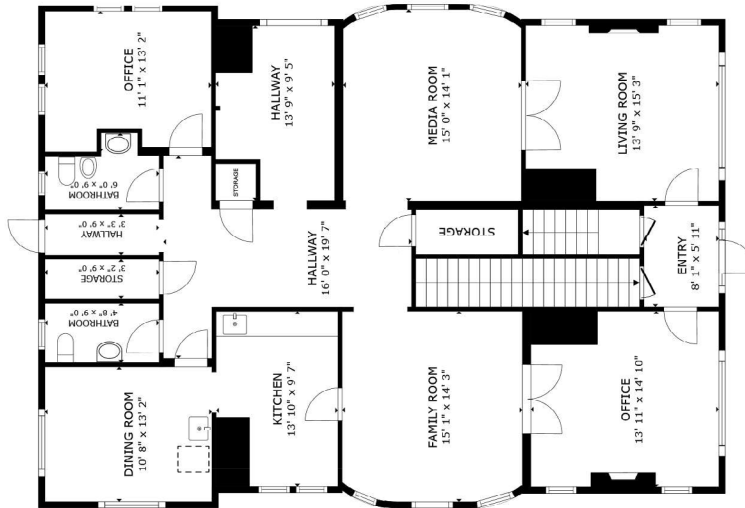 OFFICE
11' 1" x 13' 2"
HALLWAY
13' 9" x 9' 5"
MEDIA ROOM
15' 0" x 14' 1"
LIVING ROOM
13' 9" x 15' 3"
BATHROOM
6' 0" x 9' 0"
STORAGE
HALLWAY
3' 3" x 9' 0"
STORAGE
3' 2" x 9' 0"
HALLWAY
16' 0" x 19' 7"
STORAGE
ENTRY
8' 1" x 5' 11"
BATHROOM
4' 8" x 9' 0"
DINING ROOM
10' 8" x 13' 2"
KITCHEN
13' 10" x 9' 7"
FAMILY ROOM
15' 1" x 14' 3"
OFFICE
13' 11" x 14' 10"